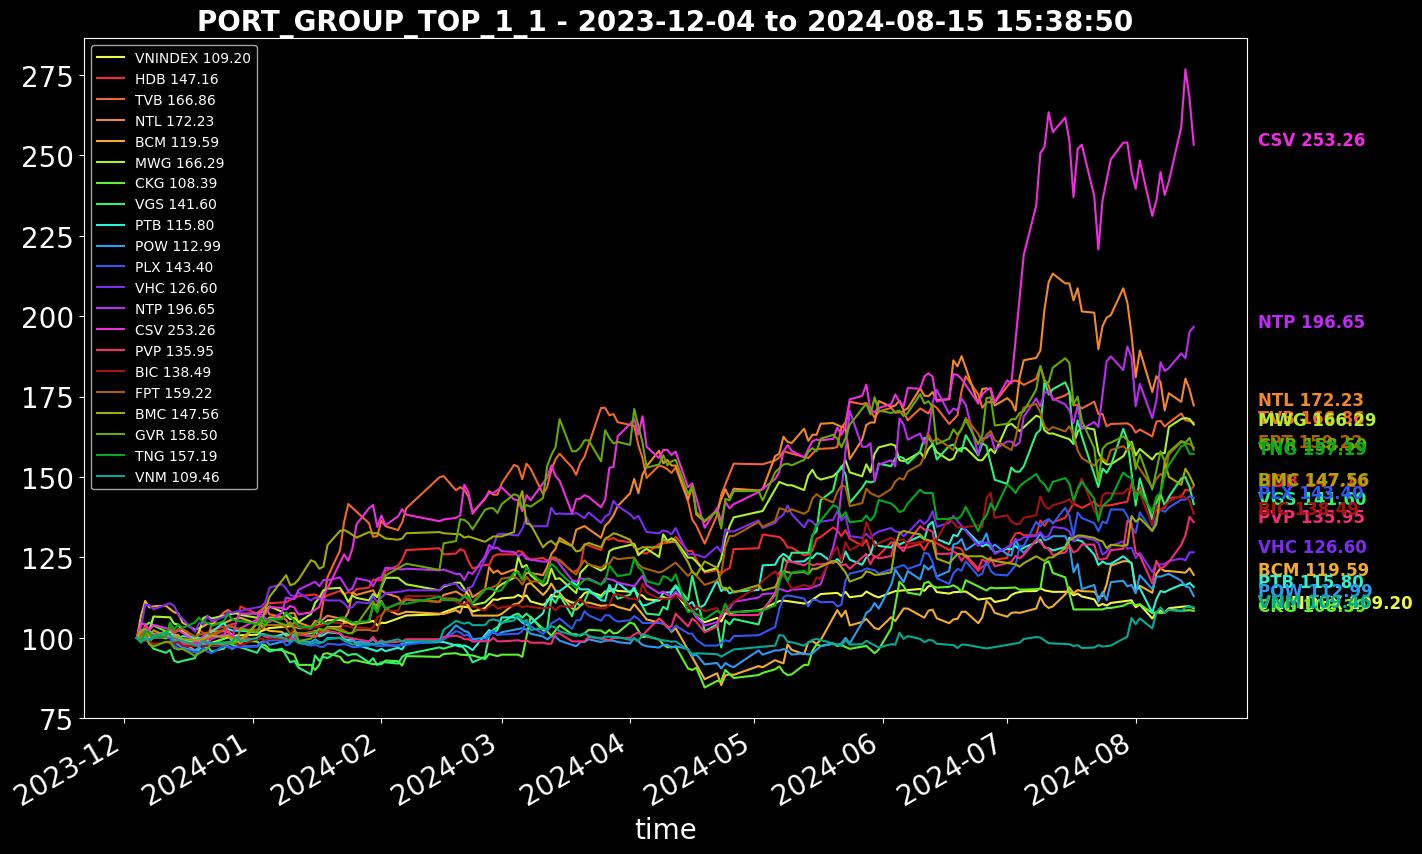 PORT_GROUP_TOP_1_1 - 2023-12-04 to 2024-08-15 15:38:50
275
250
225
200
175
150
125
100
75
VNINDEX 109.20
HDB 147.16
TVB 166.86
NTL 172.23
BCM 119.59
MWG 166.29
CKG 108.39
VGS 141.60
PTB 115.80
POW 112.99
PLX 143.40
VHC 126.60
NTP 196.65
CSV 253.26
PVP 135.95
BIC 138.49
FPT 159.22
BMC 147.56
GVR 158.50
TNG 157.19
VNM 109.46
CSV 253.26
NTP 196.65
NTL 172.23
MWG 166.29
BMC 147.56
PLX 143.40
VGS 141.60
BIC 138.49
PVP 135.95
VHC 126.60
BCM 119.59
PTB 115.80
POW 112.99
2023-12
2024-01
2024-02
2024-03
2024-04
2024-05
2024-06
2024-07
2024-08
time